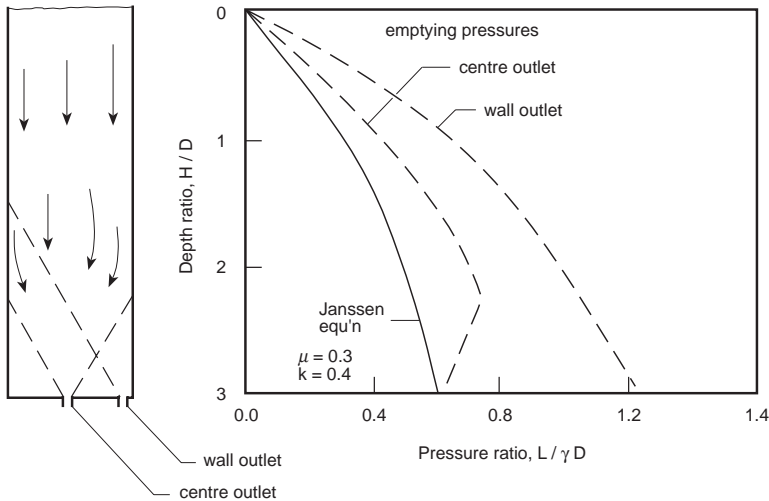 0
1
2
3
Depth ratio, H / D
emptying pressures
centre outlet
wall outlet
Janssen
equ'n
μ = 0.3
k = 0.4
0.0
0.4
0.8
1.2
1.4
Pressure ratio, L / γ D
wall outlet
centre outlet